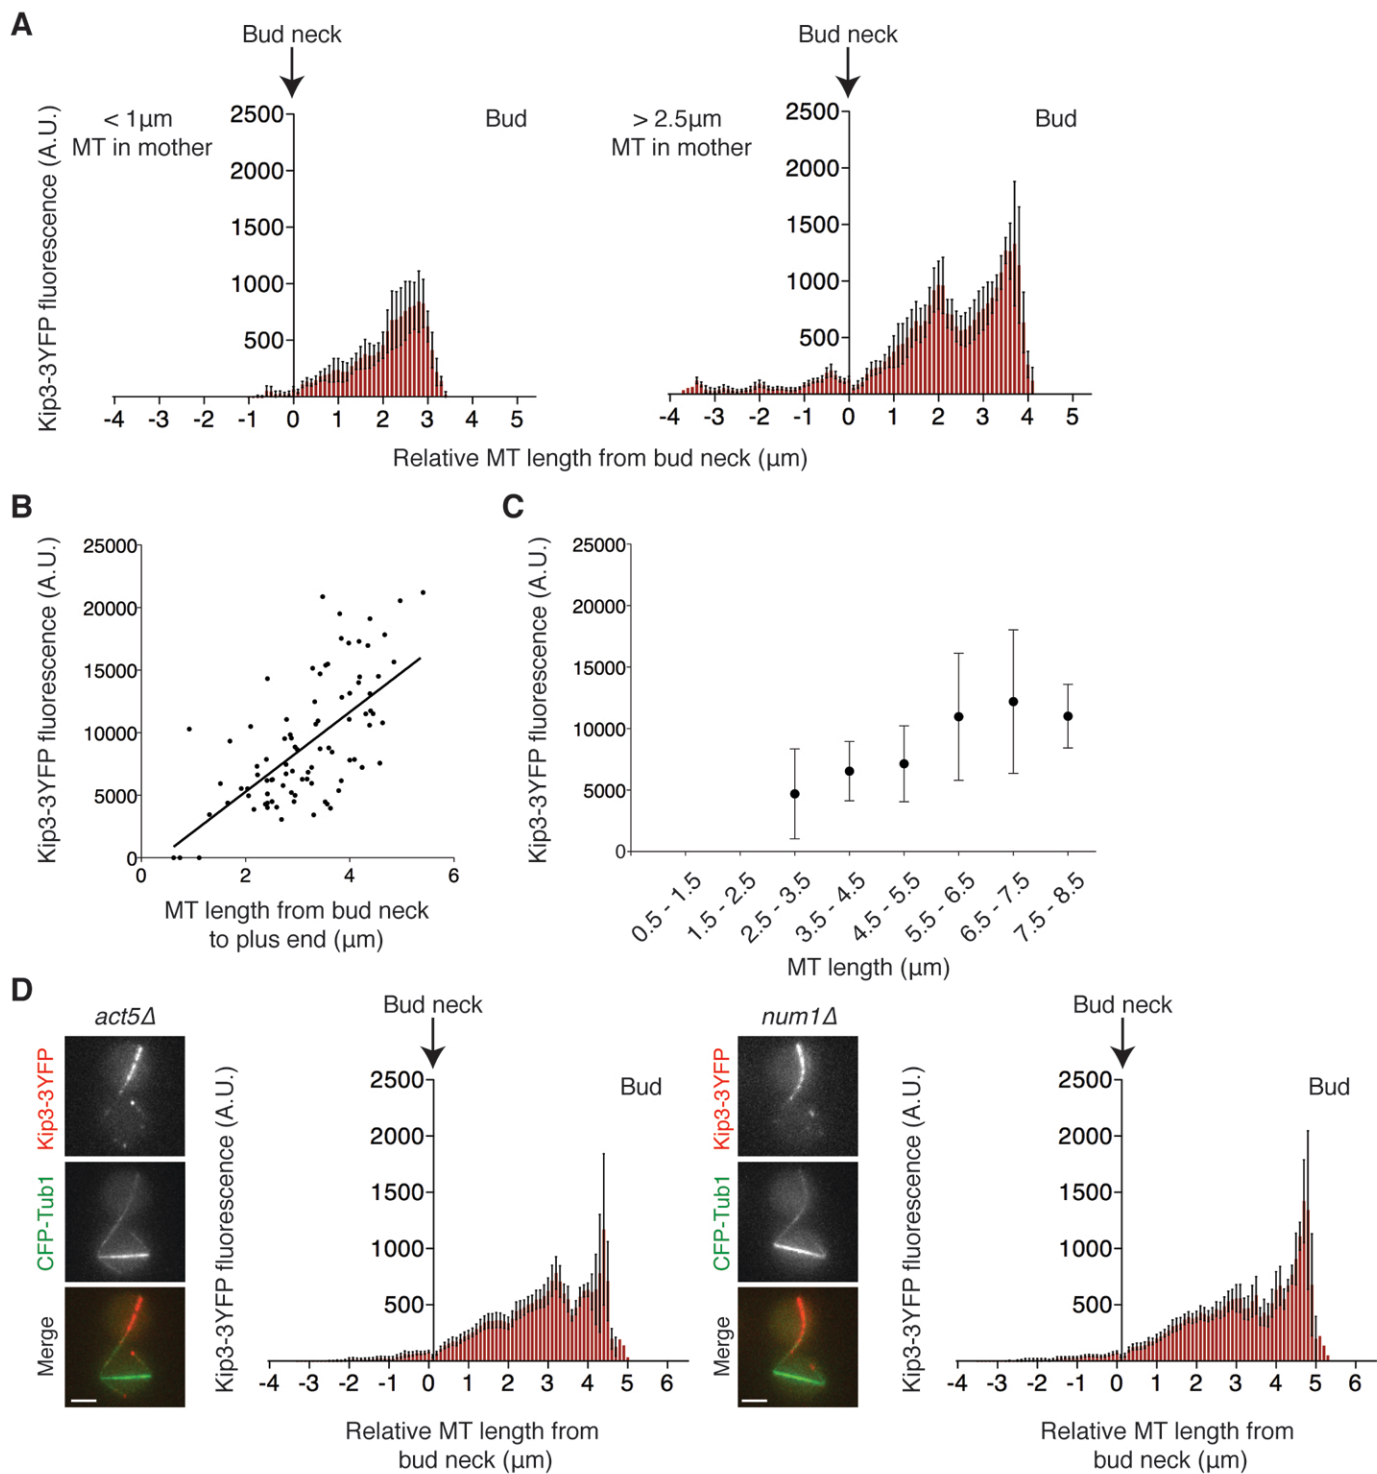 A
Bud neck
Bud neck
Kip3-3YFP fluorescence (A.U.)
< 1µm
MT in mother
2500
2000
1500
1000
500
Bud
-4 -3 -2 -1 0 1 2 3 4 5
> 2.5µm
MT in mother
2500
2000
1500
1000
500
Bud
-4 -3 -2 -1 0 1 2 3 4 5
Relative MT length from bud neck (µm)
B
Kip3-3YFP fluorescence (A.U.)
25000
20000
15000
10000
5000
0
0 2 4 6
MT length from bud neck
to plus end (µm)
C
Kip3-3YFP fluorescence (A.U.)
25000
20000
15000
10000
5000
0
0.5 - 1.5
1.5 - 2.5
2.5 - 3.5
3.5 - 4.5
4.5 - 5.5
5.5 - 6.5
6.5 - 7.5
7.5 - 8.5
MT length (µm)
D
act5Δ
Kip3-3YFP
CFP-Tub1
Merge
Bud neck
Kip3-3YFP fluorescence (A.U.)
2500
2000
1500
1000
500
Bud
-4 -3 -2 -1 0 1 2 3 4 5 6
Relative MT length from
bud neck (µm)
num1Δ
Kip3-3YFP
CFP-Tub1
Merge
Bud neck
Kip3-3YFP fluorescence (A.U.)
2500
2000
1500
1000
500
Bud
-4 -3 -2 -1 0 1 2 3 4 5 6
Relative MT length from
bud neck (µm)